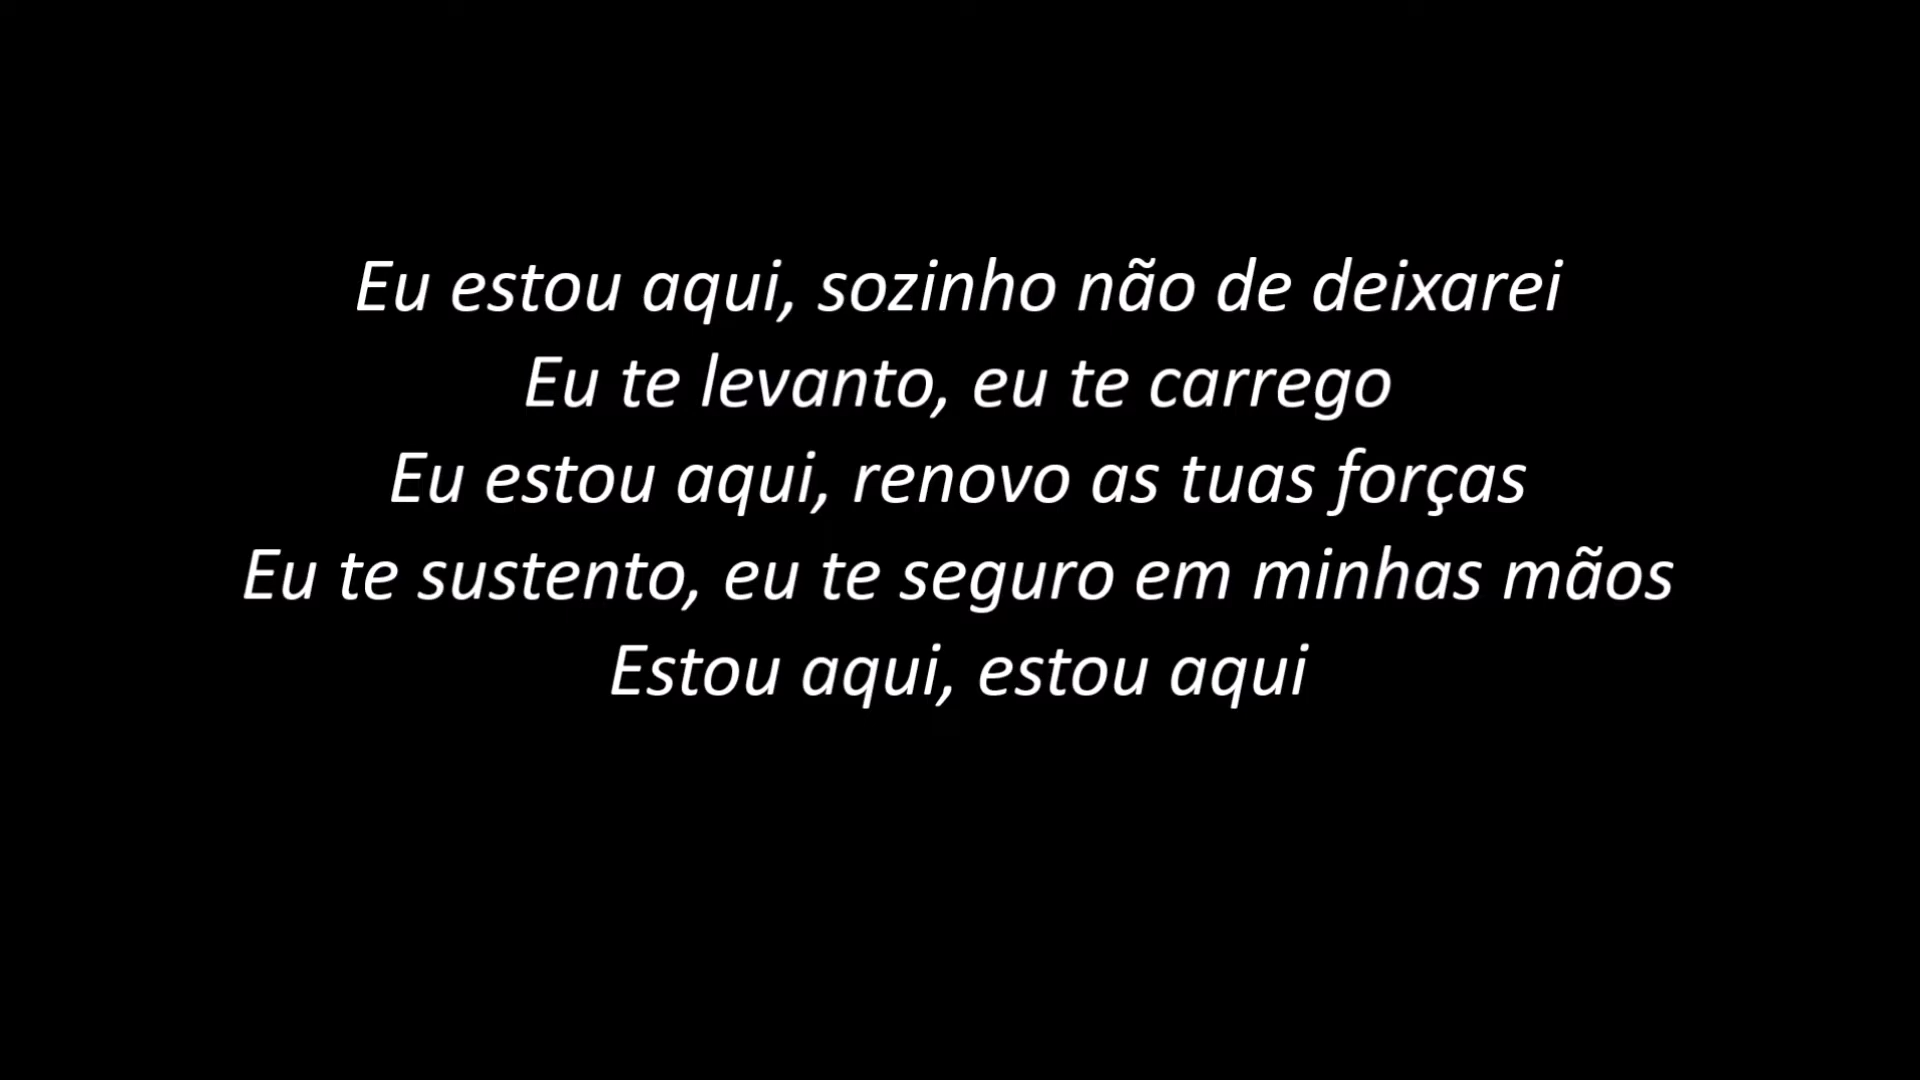 Eu estou aqui, sozinho não de deixarei
Eu te levanto, eu te carrego
Eu estou aqui, renovo as tuas forças
Eu te sustento, eu te seguro em minhas mãos
Estou aqui, estou aqui